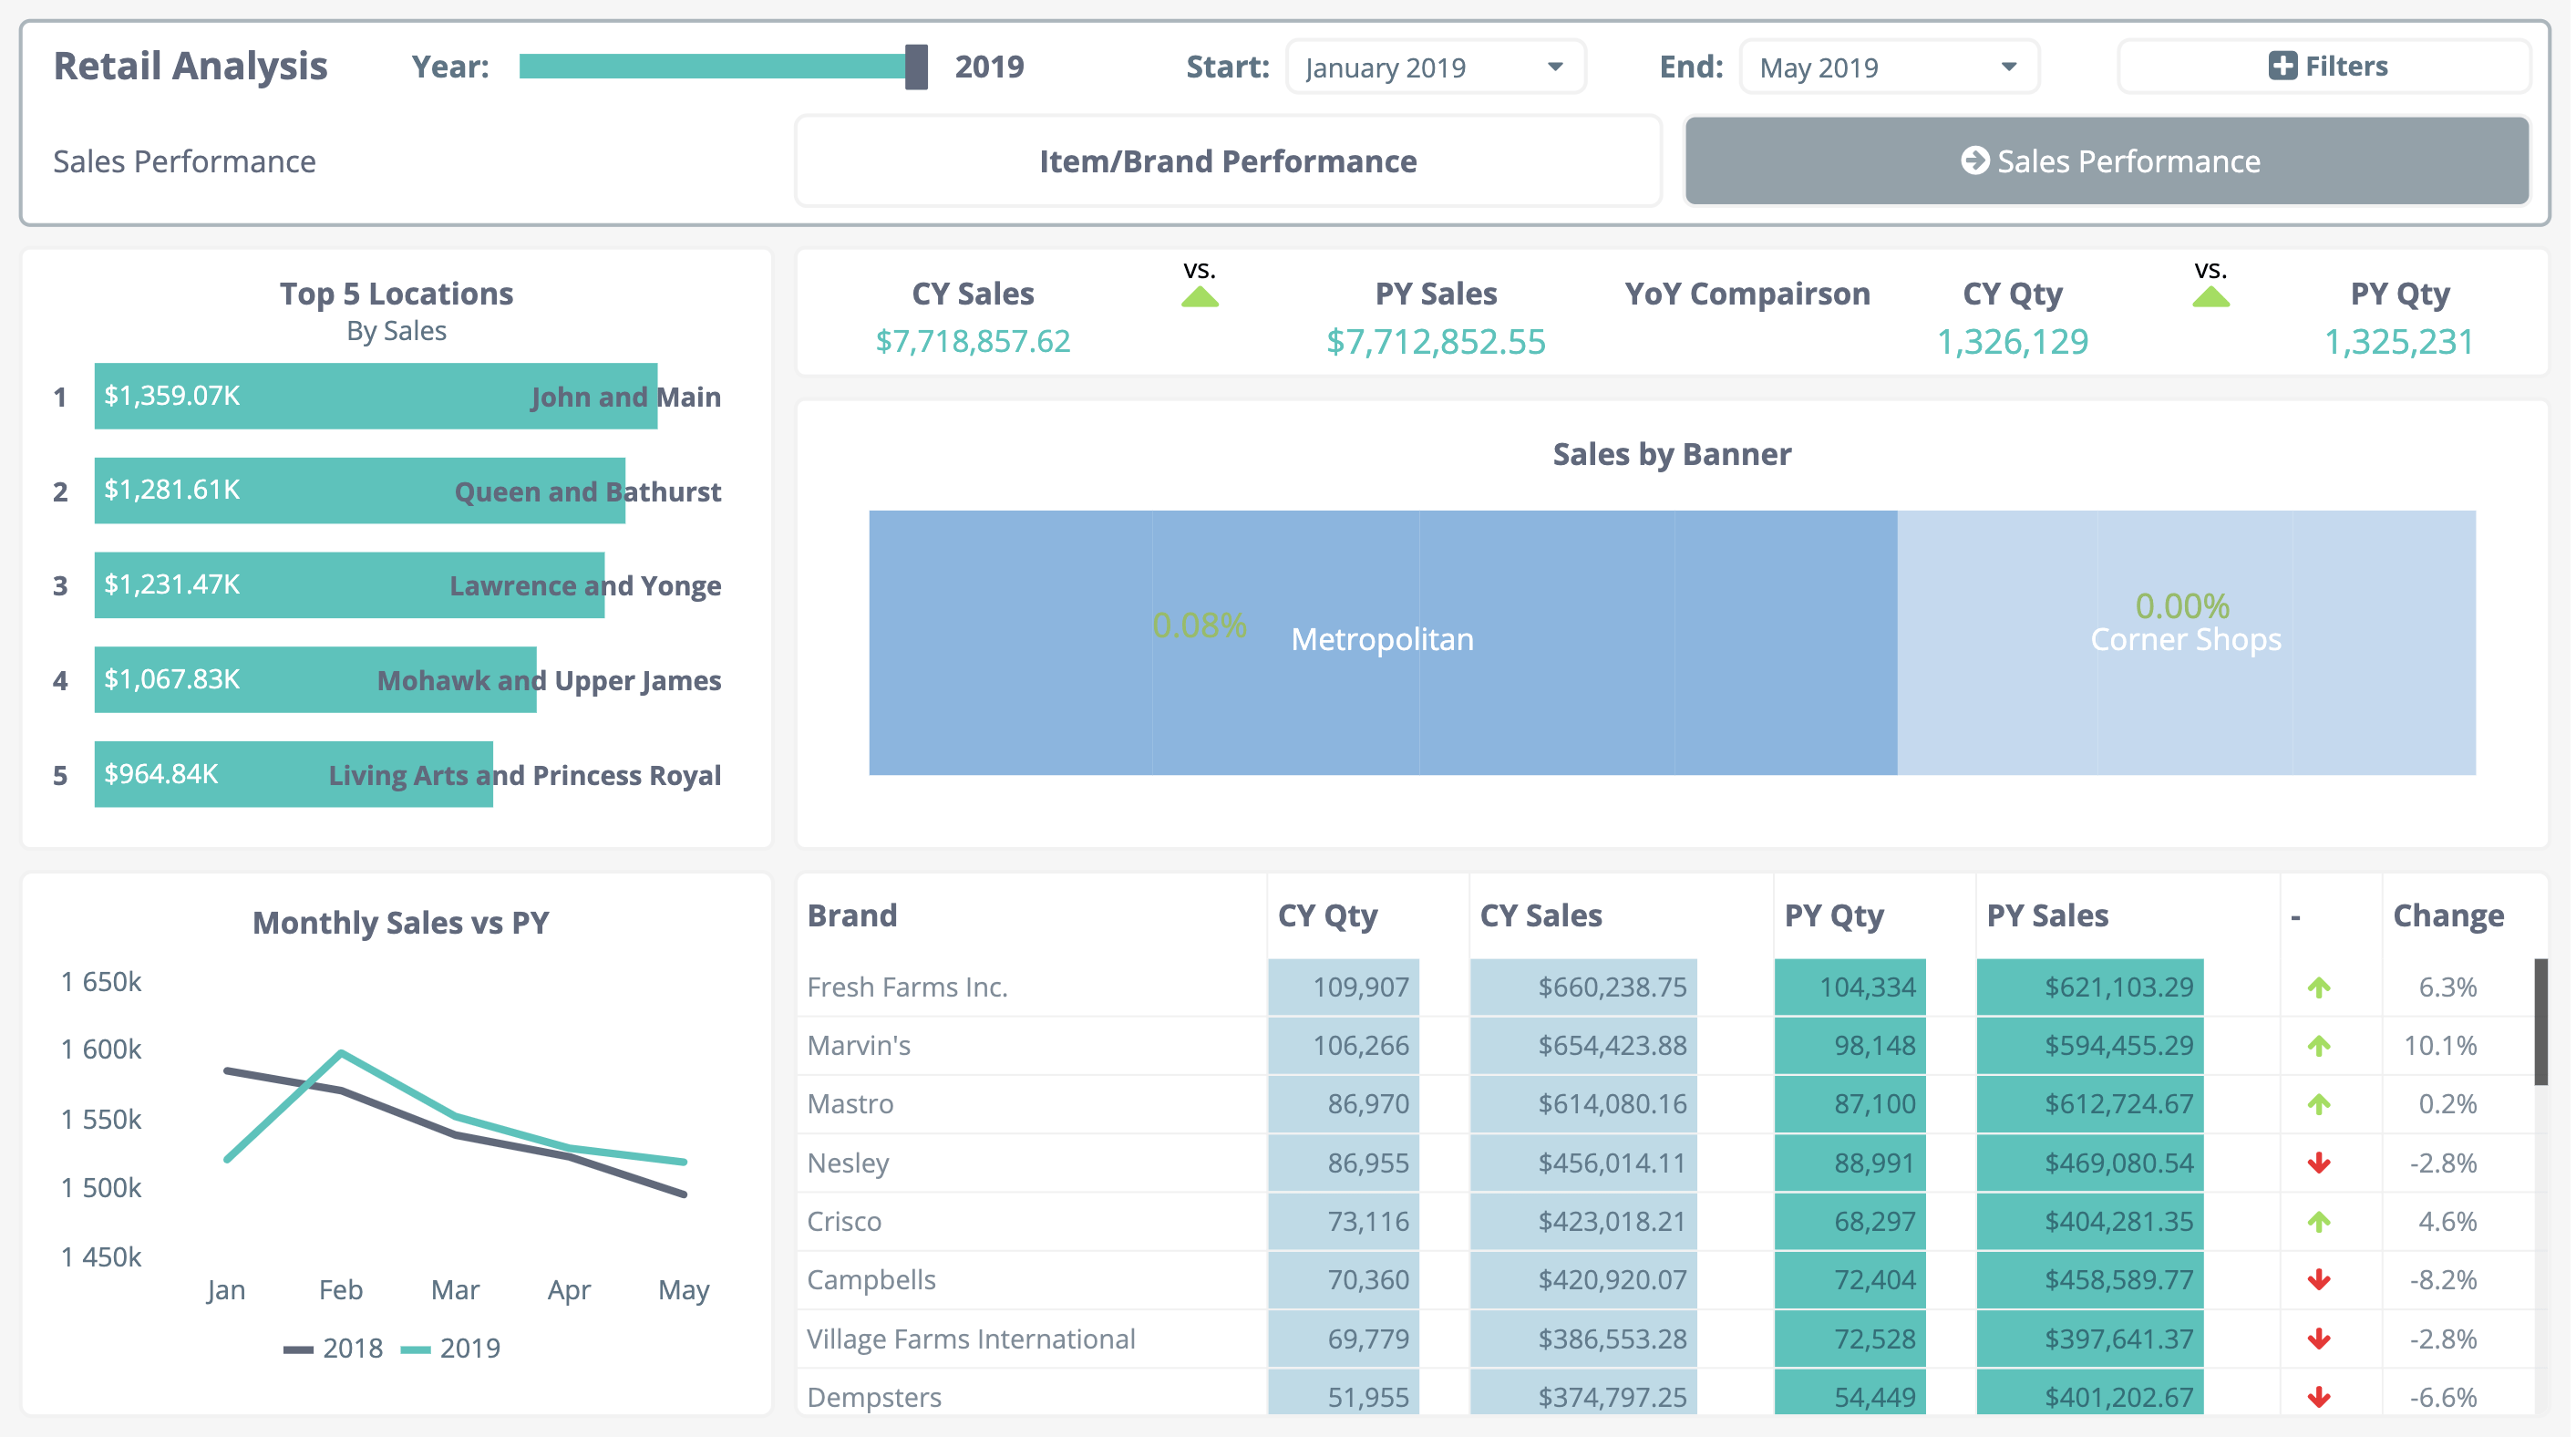 Retail Analysis
Year:
2019
Start:
January 2019
End:
May 2019
Filters
Sales Performance
Item/Brand Performance
Sales Performance
Top 5 Locations
By Sales
1 $1,359.07K John and Main
2 $1,281.61K Queen and Bathurst
3 $1,231.47K Lawrence and Yonge
4 $1,067.83K Mohawk and Upper James
5 $964.84K Living Arts and Princess Royal
CY Sales
$7,718,857.62
vs.
PY Sales
$7,712,852.55
YoY Compairson
CY Qty
1,326,129
vs.
PY Qty
1,325,231
Sales by Banner
0.08%
Metropolitan
0.00%
Corner Shops
Monthly Sales vs PY
1 650k
1 600k
1 550k
1 500k
1 450k
Jan Feb Mar Apr May
2018 2019
Brand CY Qty CY Sales PY Qty PY Sales - Change
Fresh Farms Inc. 109,907 $660,238.75 104,334 $621,103.29 6.3%
Marvin's 106,266 $654,423.88 98,148 $594,455.29 10.1%
Mastro 86,970 $614,080.16 87,100 $612,724.67 0.2%
Nesley 86,955 $456,014.11 88,991 $469,080.54 -2.8%
Crisco 73,116 $423,018.21 68,297 $404,281.35 4.6%
Campbells 70,360 $420,920.07 72,404 $458,589.77 -8.2%
Village Farms International 69,779 $386,553.28 72,528 $397,641.37 -2.8%
Dempsters 51,955 $374,797.25 54,449 $401,202.67 -6.6%